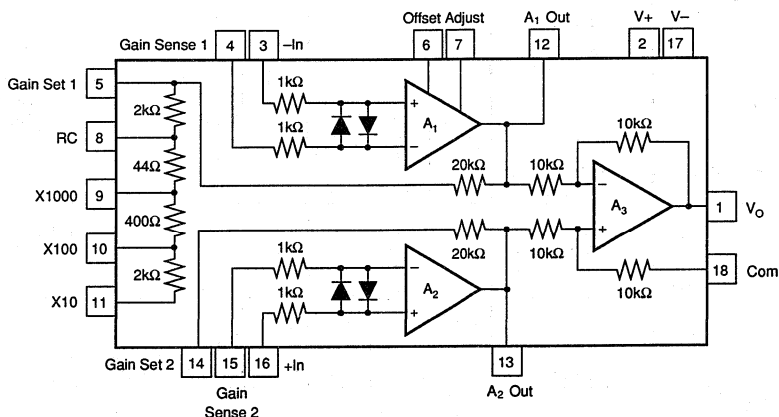 Offset Adjust
A1 Out
V+
V–
Gain Sense 1
4
3
–In
6
7
12
2
17
Gain Set 1
5
1kΩ
2kΩ
+
A1
–
1kΩ
RC
8
10kΩ
44Ω
20kΩ
10kΩ
X1000
9
–
A3
+
1
VO
400Ω
X100
10
1kΩ
20kΩ
10kΩ
18
Com
2kΩ
–
A2
+
1kΩ
10kΩ
X10
11
Gain Set 2
14
15
16
+In
13
Gain
Sense 2
A2 Out